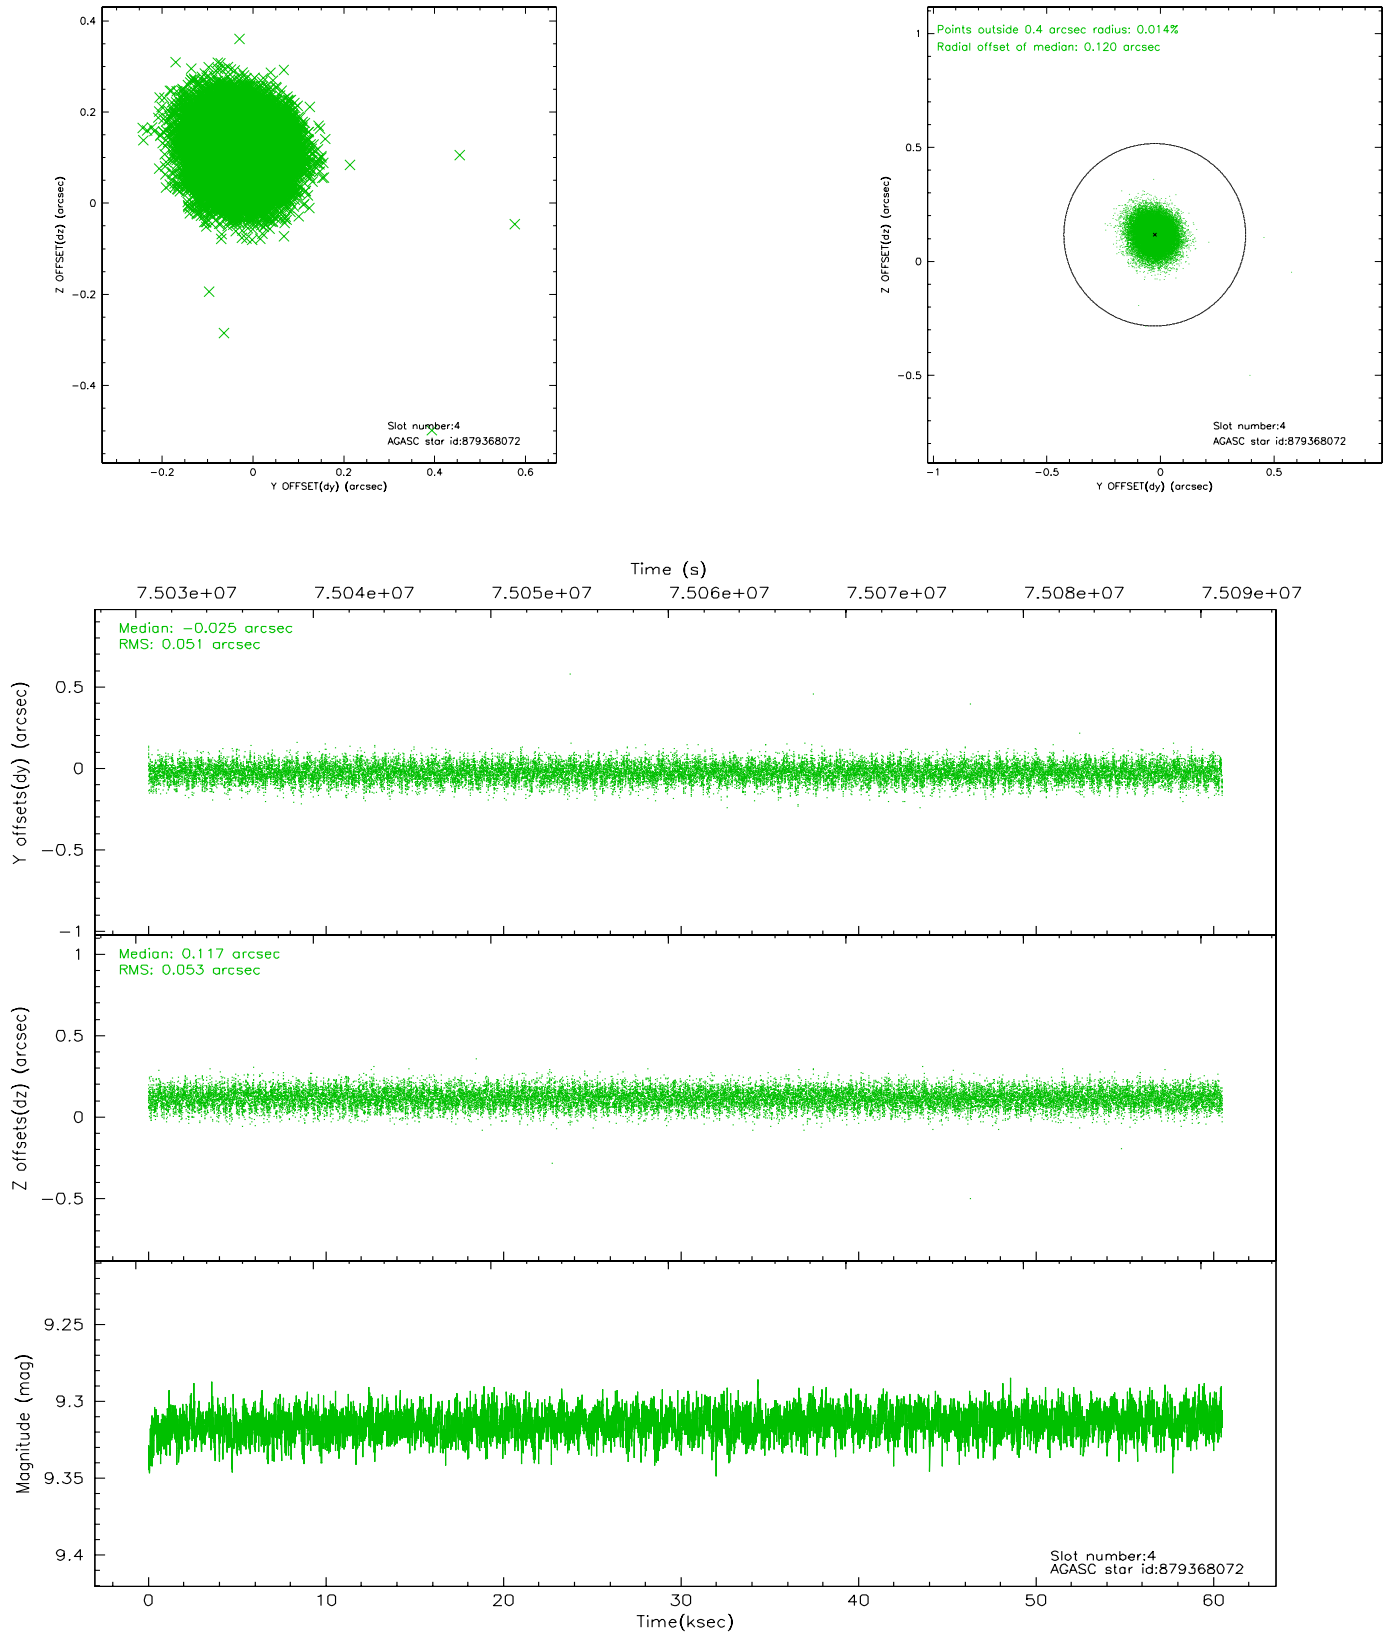 0.4
0.2
0
−0.2
−0.4
Z OFFSET(dz) (arcsec)
Slot number:4
AGASC star id:879368072
−0.2 0 0.2 0.4 0.6
Y OFFSET(dy) (arcsec)
Points outside 0.4 arcsec radius: 0.014%
Radial offset of median: 0.120 arcsec
1
0.5
0
−0.5
Z OFFSET(dz) (arcsec)
Slot number:4
AGASC star id:879368072
−1 −0.5 0 0.5
Y OFFSET(dy) (arcsec)
Time (s)
7.503e+07 7.504e+07 7.505e+07 7.506e+07 7.507e+07 7.508e+07 7.509e+07
Median: −0.025 arcsec
RMS: 0.051 arcsec
0.5
0
−0.5
−1
Y offsets(dy) (arcsec)
Median: 0.117 arcsec
RMS: 0.053 arcsec
1
0.5
0
−0.5
Z offsets(dz) (arcsec)
9.25
9.3
9.35
9.4
Magnitude (mag)
Slot number:4
AGASC star id:879368072
0 10 20 30 40 50 60
Time(ksec)